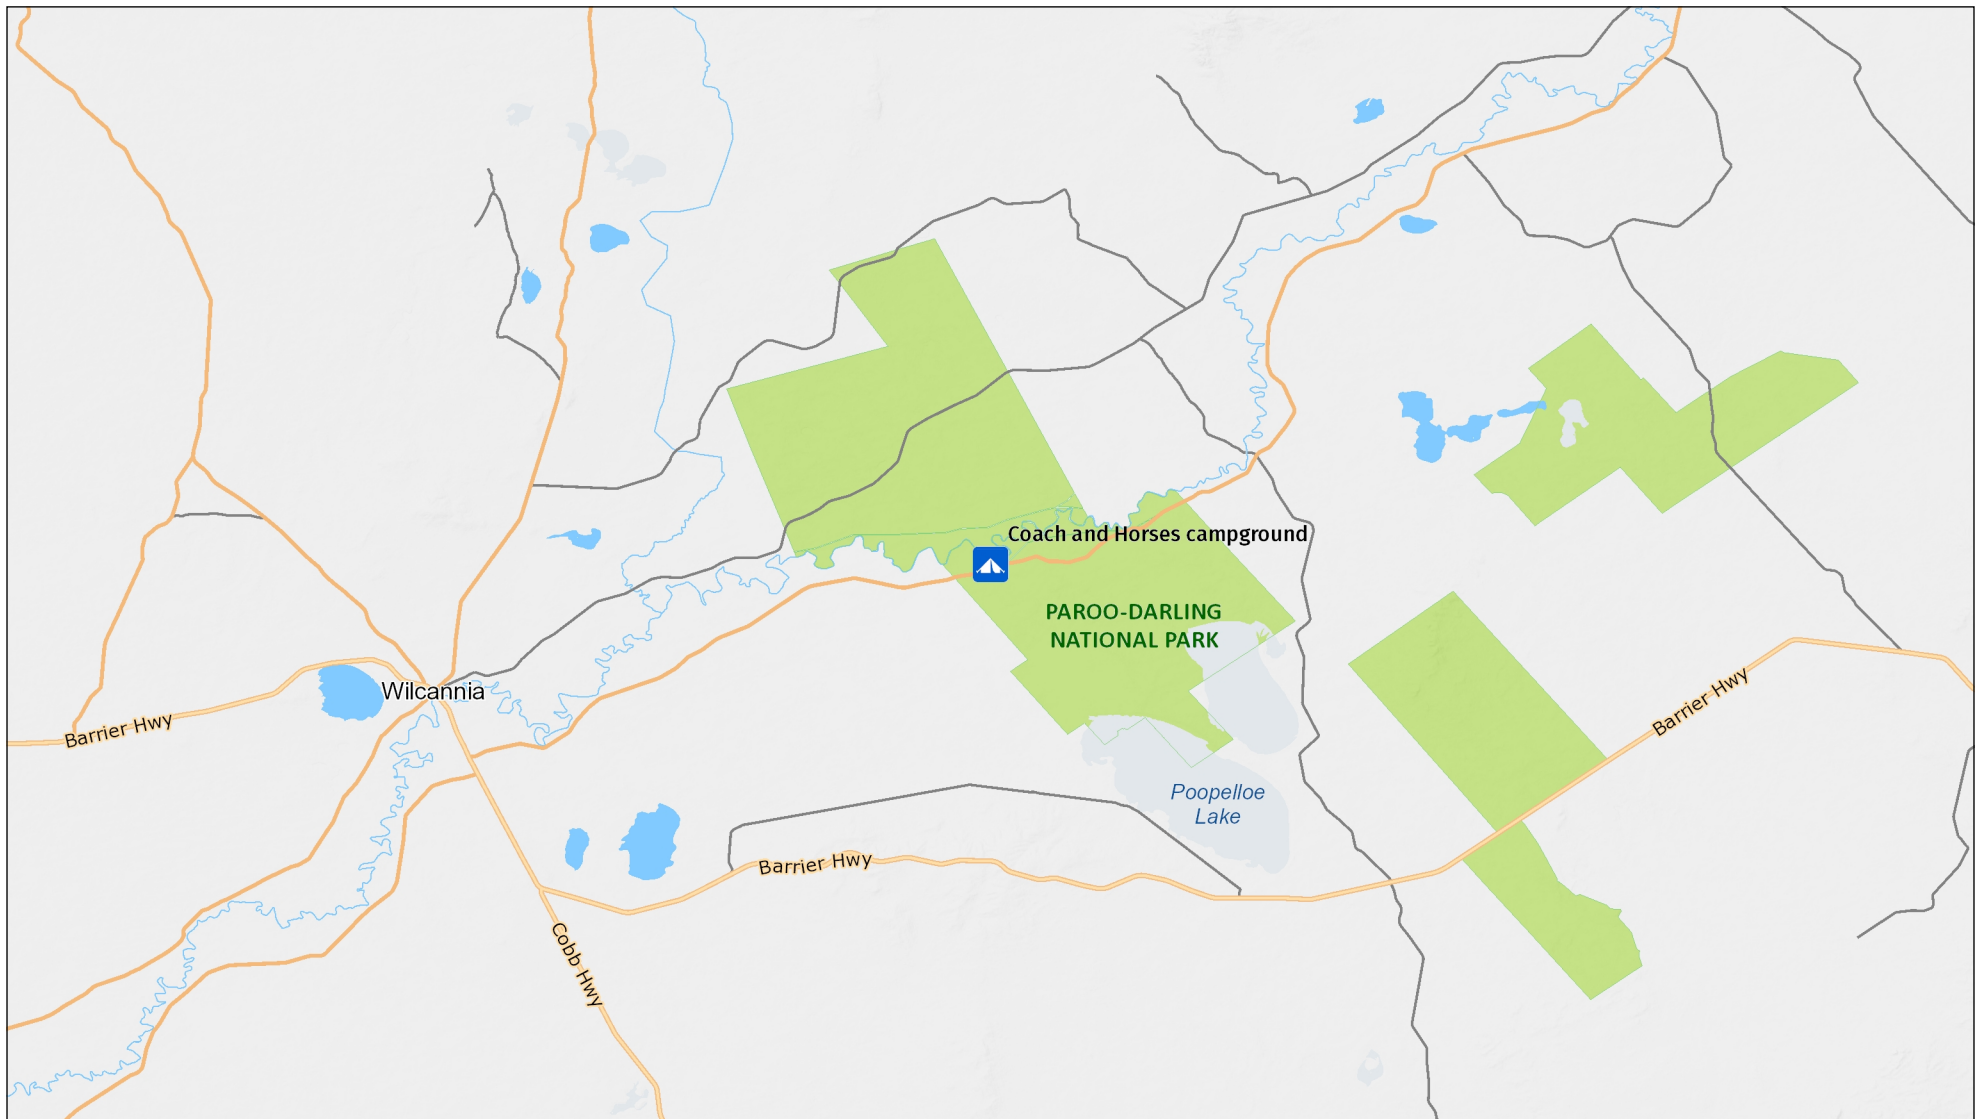 Coach and Horses campground
PAROO-DARLING
NATIONAL PARK
Wilcannia
Barrier Hwy
Barrier Hwy
Poopelloe
Lake
Barrier Hwy
Cobb Hwy